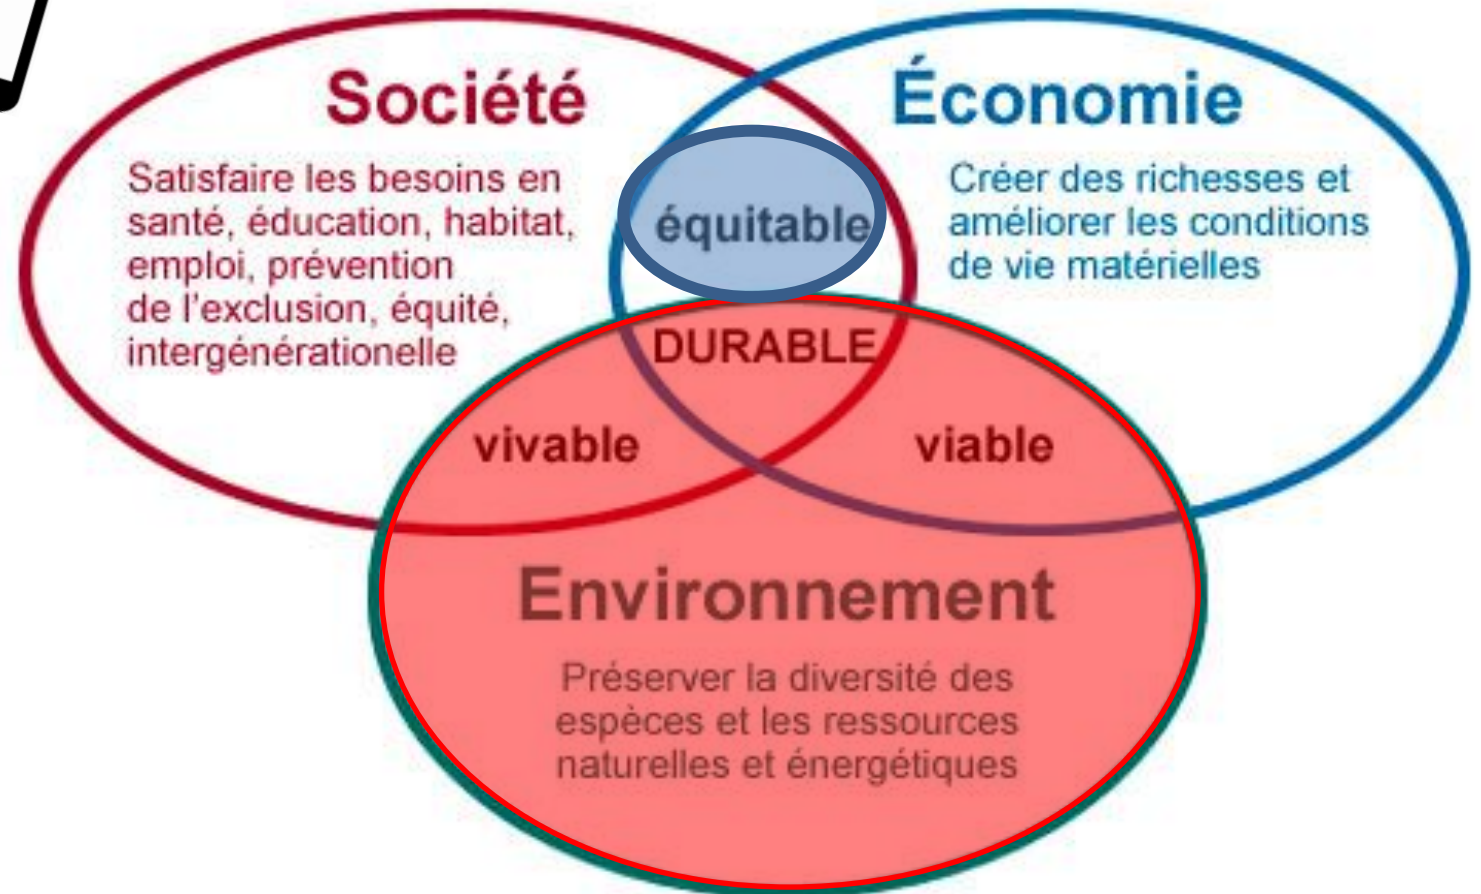 Société
Satisfaire les besoins en
santé, éducation, habitat,
emploi, prévention
de l'exclusion, équité,
intergénérationelle
Économie
Créer des richesses et
améliorer les conditions
de vie matérielles
équitable
DURABLE
vivable
viable
Environnement
Préserver la diversité des
espèces et les ressources
naturelles et énergétiques